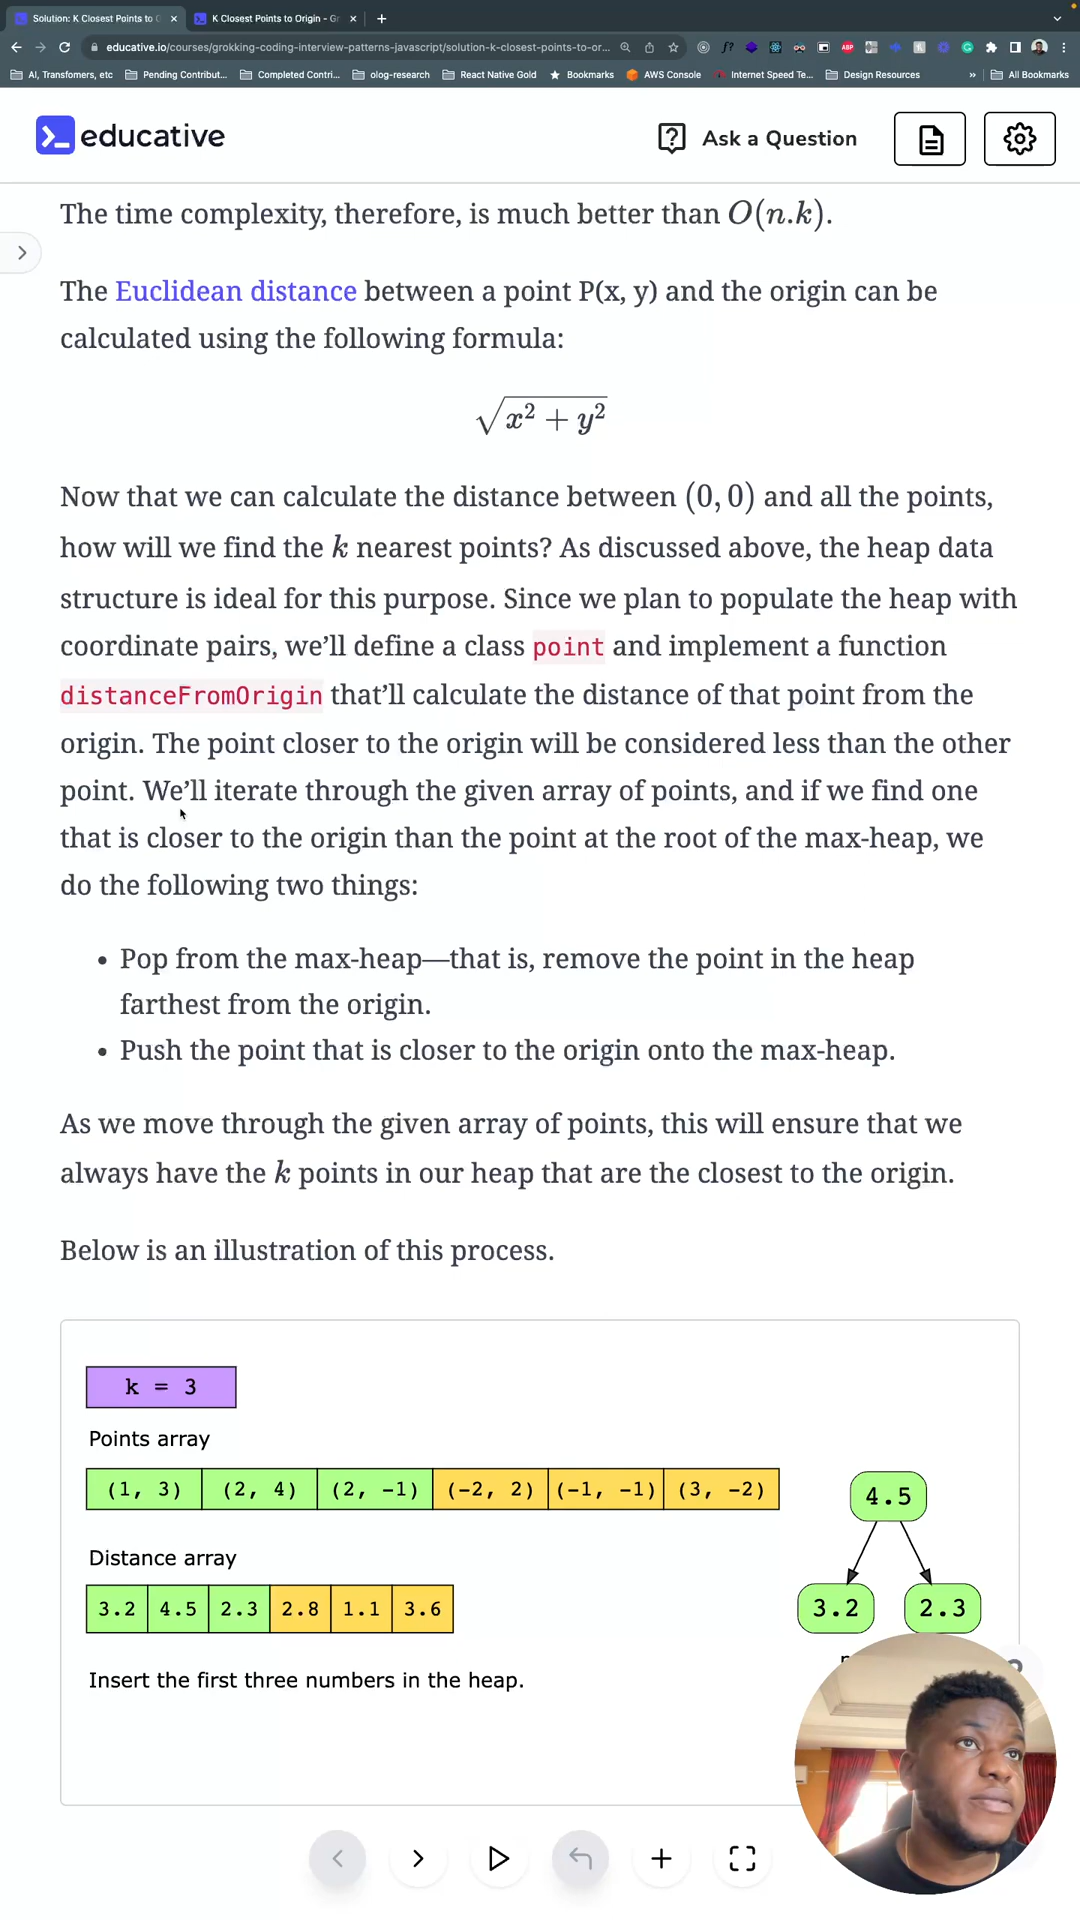 Solution: K Closest Points to O
K Closest Points to Origin - Gr
educative.io/courses/grokking-coding-interview-patterns-javascript/solution-k-closest-points-to-or...
AI, Transfomers, etc
Pending Contribut...
Completed Contri...
olog-research
React Native Gold
Bookmarks
AWS Console
Internet Speed Te...
Design Resources
»
All Bookmarks
educative
Ask a Question
The time complexity, therefore, is much better than O(n.k).
The Euclidean distance between a point P(x, y) and the origin can be
calculated using the following formula:
√x² + y²
Now that we can calculate the distance between (0, 0) and all the points,
how will we find the k nearest points? As discussed above, the heap data
structure is ideal for this purpose. Since we plan to populate the heap with
coordinate pairs, we’ll define a class point and implement a function
distanceFromOrigin that’ll calculate the distance of that point from the
origin. The point closer to the origin will be considered less than the other
point. We’ll iterate through the given array of points, and if we find one
that is closer to the origin than the point at the root of the max-heap, we
do the following two things:
• Pop from the max-heap—that is, remove the point in the heap
farthest from the origin.
• Push the point that is closer to the origin onto the max-heap.
As we move through the given array of points, this will ensure that we
always have the k points in our heap that are the closest to the origin.
Below is an illustration of this process.
k = 3
Points array
(1, 3) (2, 4) (2, -1) (-2, 2) (-1, -1) (3, -2)
4.5
Distance array
3.2 4.5 2.3 2.8 1.1 3.6
3.2 2.3
Insert the first three numbers in the heap.